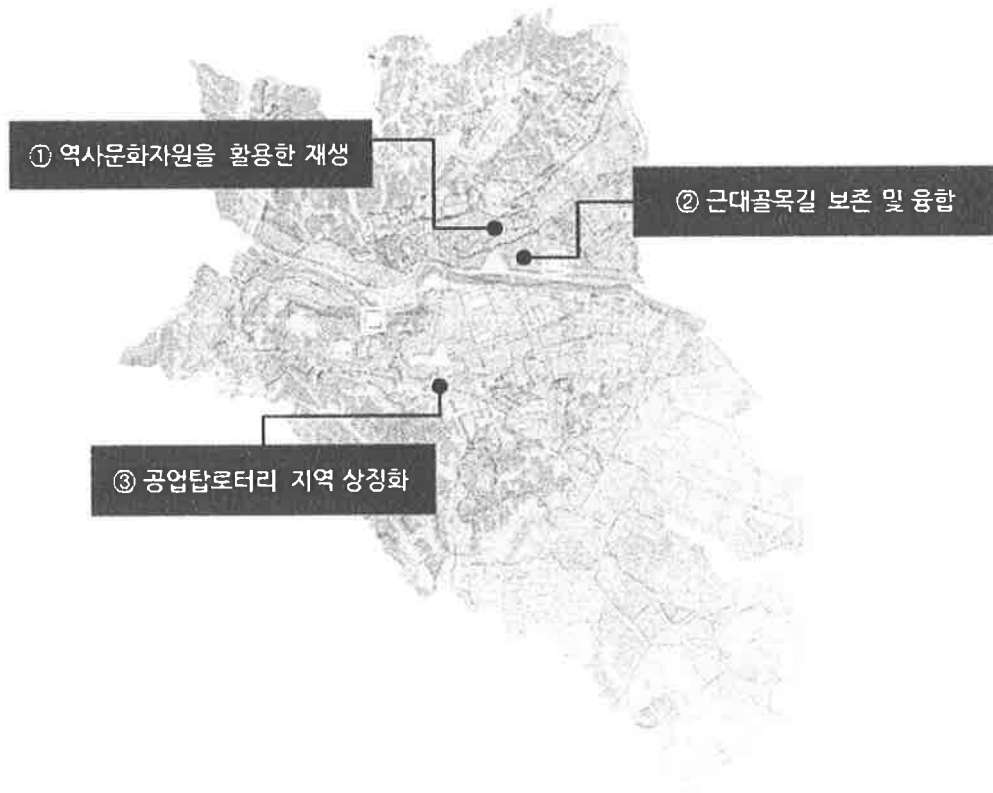 ① 역사문화자원을 활용한 재생
② 근대골목길 보존 및 융합
③ 공업탑로터리 지역 상징화